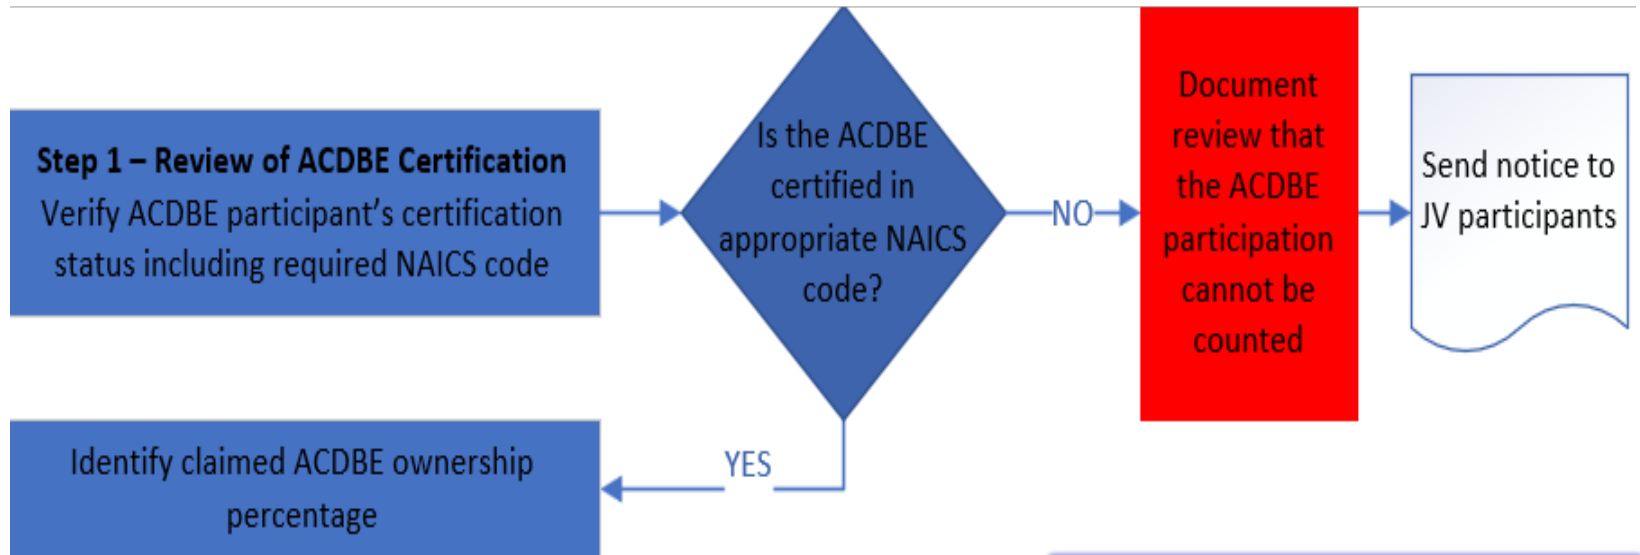 Step 1 – Review of ACDBE Certification
Verify ACDBE participant’s certification
status including required NAICS code
Is the ACDBE
certified in
appropriate NAICS
code?
NO
Document
review that
the ACDBE
participation
cannot be
counted
Send notice to
JV participants
YES
Identify claimed ACDBE ownership
percentage